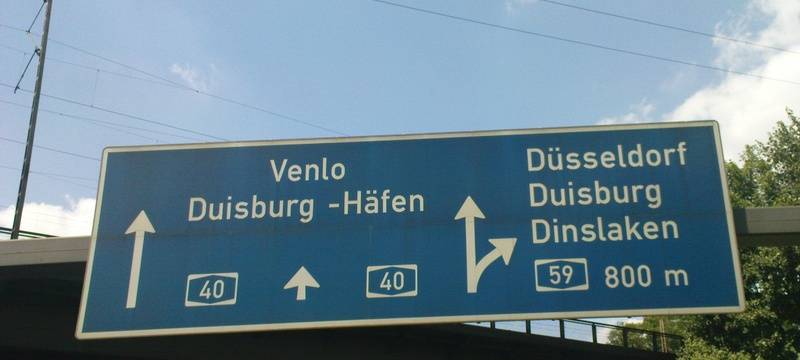 Venlo
Duisburg -Häfen
40
40
Düsseldorf
Duisburg
Dinslaken
59 800 m